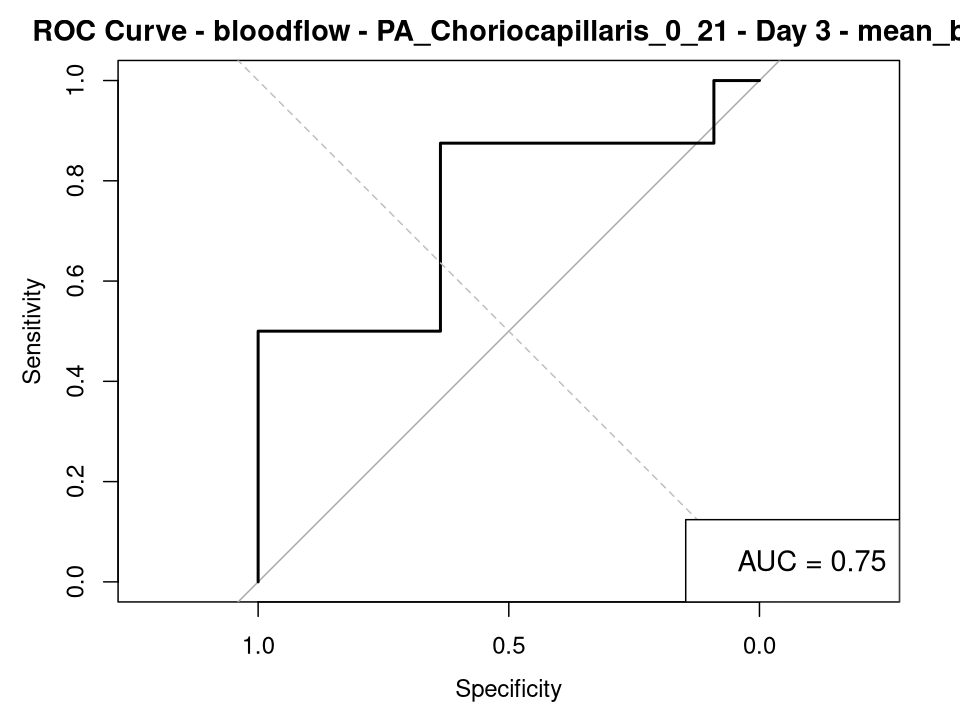 ROC Curve - bloodflow - PA_Choriocapillaris_0_21 - Day 3 - mean_b
Sensitivity
1.0
0.8
0.6
0.4
0.2
0.0
AUC = 0.75
1.0 0.5 0.0
Specificity